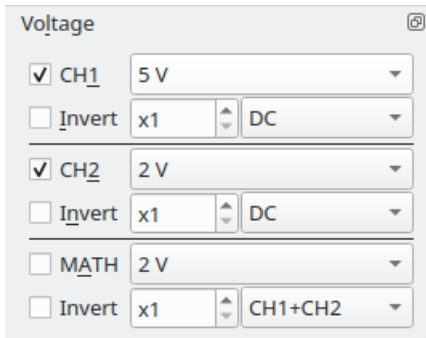 Voltage
CH1 5 V
Invert x1 DC
CH2 2 V
Invert x1 DC
MATH 2 V
Invert x1 CH1+CH2